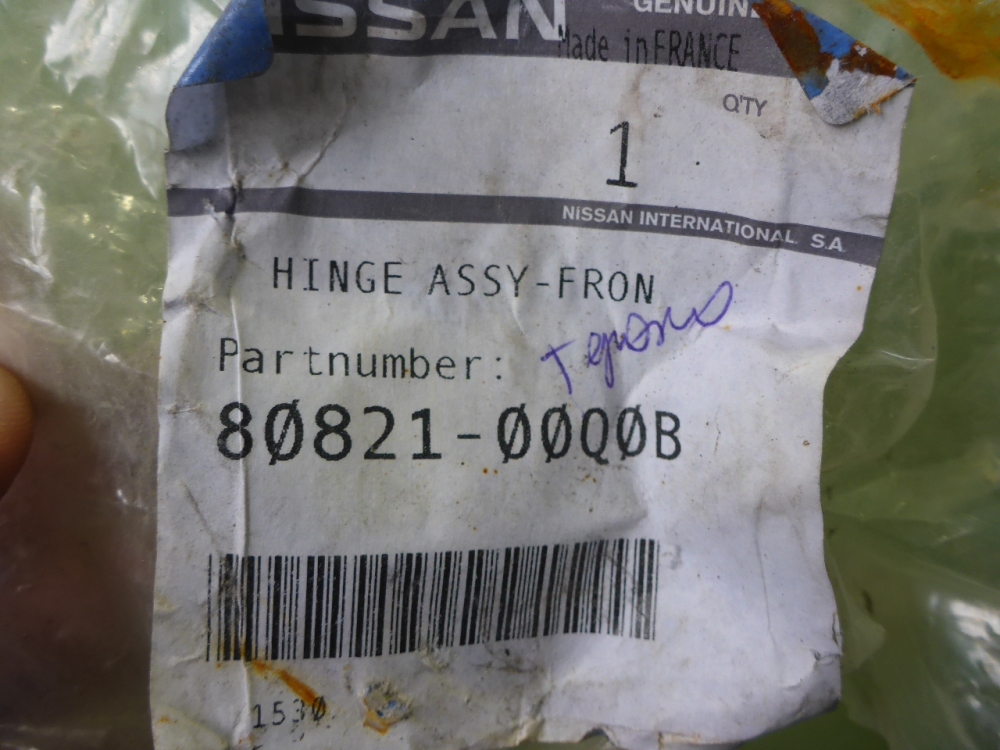 NISSAN
GENUINE
Made in FRANCE
Q'TY
1
NISSAN INTERNATIONAL S.A
HINGE ASSY-FRON
Partnumber:
80821-00Q0B
1530